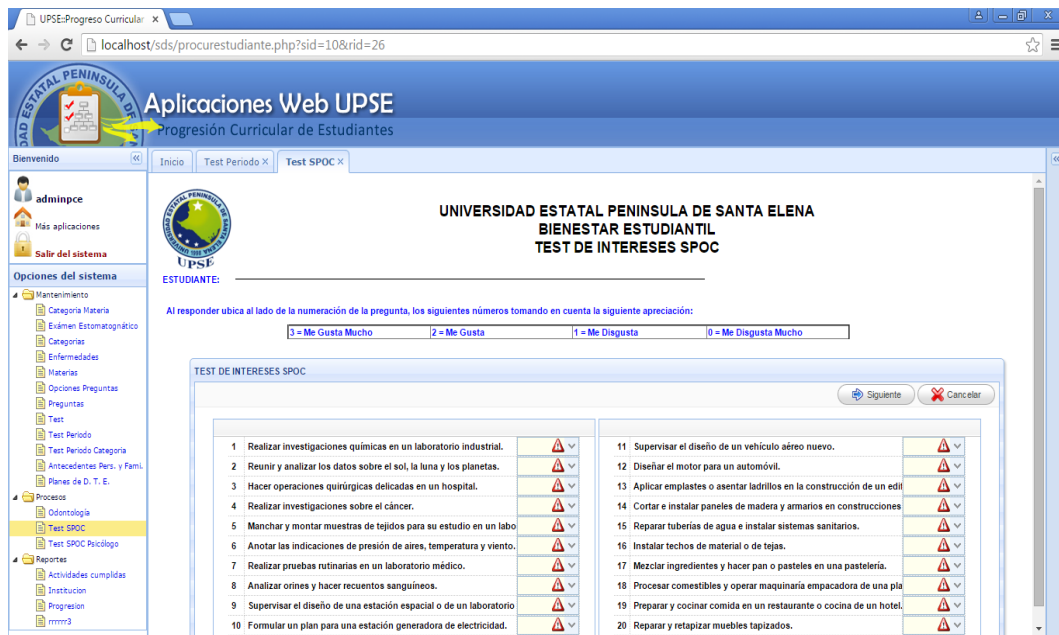 UPSE::Progreso Curricular
localhost/sds/procurestudiante.php?sid=10&rid=26
Aplicaciones Web UPSE
Progresión Curricular de Estudiantes
Bienvenido
Inicio
Test Periodo
Test SPOC
adminpce
Más aplicaciones
Salir del sistema
Opciones del sistema
Mantenimiento
Categoria Materia
Exámen Estomatognático
Categorias
Enfermedades
Materias
Opciones Preguntas
Preguntas
Test
Test Periodo
Test Periodo Categoria
Antecedentes Pers. y Fami.
Planes de D. T. E.
Procesos
Odontología
Test SPOC
Test SPOC Psicólogo
Reportes
Actividades cumplidas
Institucion
Progresion
rrrrrr3
UPSE
UNIVERSIDAD ESTATAL PENINSULA DE SANTA ELENA
BIENESTAR ESTUDIANTIL
TEST DE INTERESES SPOC
ESTUDIANTE:
Al responder ubica al lado de la numeración de la pregunta, los siguientes números tomando en cuenta la siguiente apreciación:
3 = Me Gusta Mucho 2 = Me Gusta 1 = Me Disgusta 0 = Me Disgusta Mucho
TEST DE INTERESES SPOC
Siguiente Cancelar
1 Realizar investigaciones químicas en un laboratorio industrial.
2 Reunir y analizar los datos sobre el sol, la luna y los planetas.
3 Hacer operaciones quirúrgicas delicadas en un hospital.
4 Realizar investigaciones sobre el cáncer.
5 Manchar y montar muestras de tejidos para su estudio en un labo
6 Anotar las indicaciones de presión de aires, temperatura y viento.
7 Realizar pruebas rutinarias en un laboratorio médico.
8 Analizar orines y hacer recuentos sanguíneos.
9 Supervisar el diseño de una estación espacial o de un laboratorio
10 Formular un plan para una estación generadora de electricidad.
11 Supervisar el diseño de un vehículo aéreo nuevo.
12 Diseñar el motor para un automóvil.
13 Aplicar emplastes o asentar ladrillos en la construcción de un edif
14 Cortar e instalar paneles de madera y armarios en construcciones
15 Reparar tuberías de agua e instalar sistemas sanitarios.
16 Instalar techos de material o de tejas.
17 Mezclar ingredientes y hacer pan o pasteles en una pastelería.
18 Procesar comestibles y operar maquinaría empacadora de una pla
19 Preparar y cocinar comida en un restaurante o cocina de un hotel.
20 Reparar y retapizar muebles tapizados.